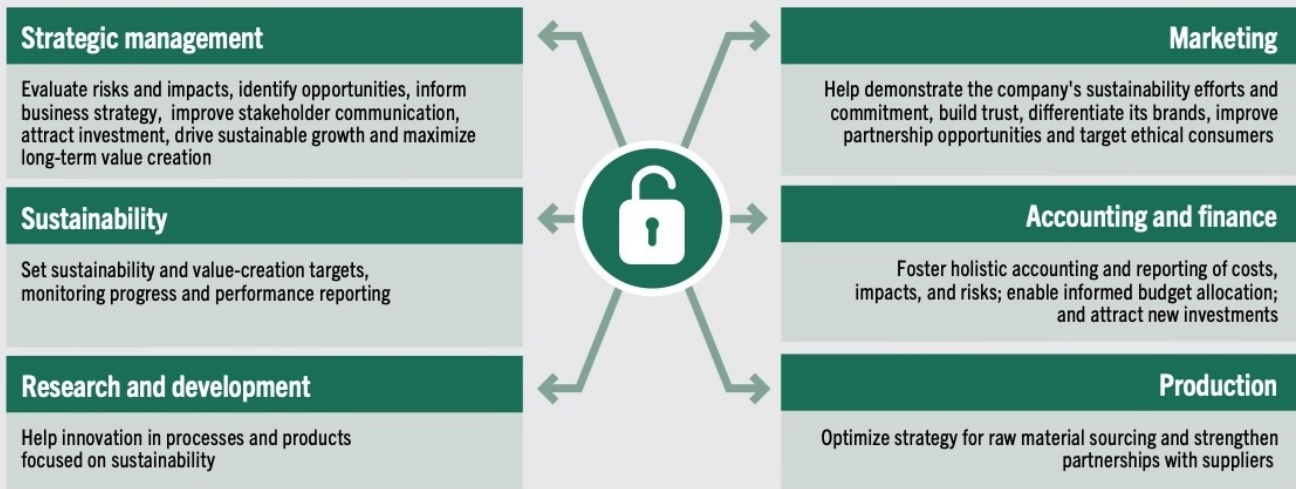 Strategic management
Evaluate risks and impacts, identify opportunities, inform
business strategy, improve stakeholder communication,
attract investment, drive sustainable growth and maximize
long-term value creation
Sustainability
Set sustainability and value-creation targets,
monitoring progress and performance reporting
Research and development
Help innovation in processes and products
focused on sustainability
Marketing
Help demonstrate the company's sustainability efforts and
commitment, build trust, differentiate its brands, improve
partnership opportunities and target ethical consumers
Accounting and finance
Foster holistic accounting and reporting of costs,
impacts, and risks; enable informed budget allocation;
and attract new investments
Production
Optimize strategy for raw material sourcing and strengthen
partnerships with suppliers